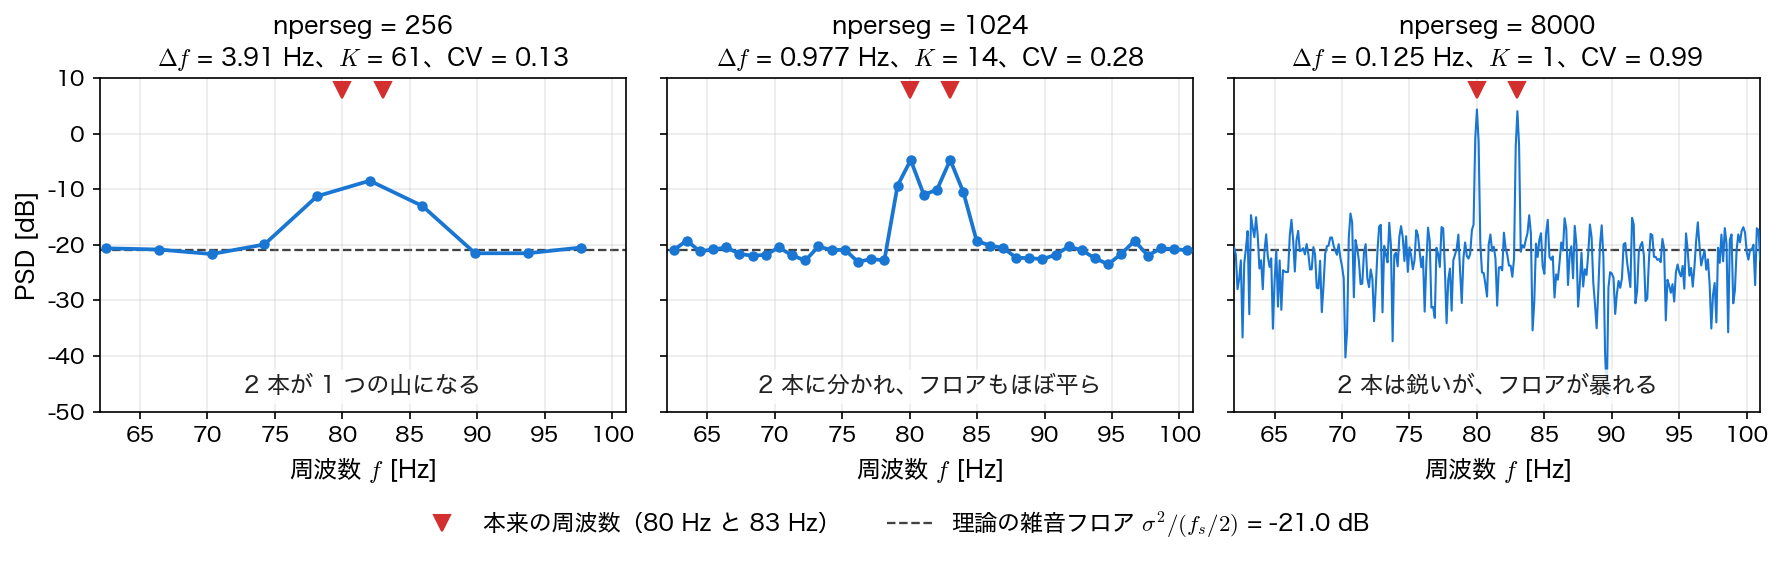 nperseg = 256
Δf = 3.91 Hz、K = 61、CV = 0.13
nperseg = 1024
Δf = 0.977 Hz、K = 14、CV = 0.28
nperseg = 8000
Δf = 0.125 Hz、K = 1、CV = 0.99
PSD [dB]
10
0
-10
-20
-30
-40
-50
2 本が 1 つの山になる
2 本に分かれ、フロアもほぼ平ら
2 本は鋭いが、フロアが暴れる
65 70 75 80 85 90 95 100
65 70 75 80 85 90 95 100
65 70 75 80 85 90 95 100
周波数 f [Hz]
周波数 f [Hz]
周波数 f [Hz]
本来の周波数（80 Hz と 83 Hz）
理論の雑音フロア σ²/(fₛ/2) = -21.0 dB